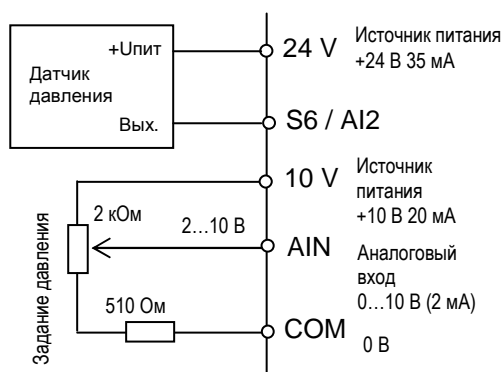 +Uпит
Датчик
давления
Вых.
24 V
Источник питания
+24 В 35 мА
S6 / AI2
10 V
Источник
питания
+10 В 20 мА
2 кОм
2…10 В
AIN
Аналоговый
вход
0…10 В (2 мА)
Задание давления
510 Ом
COM
0 В